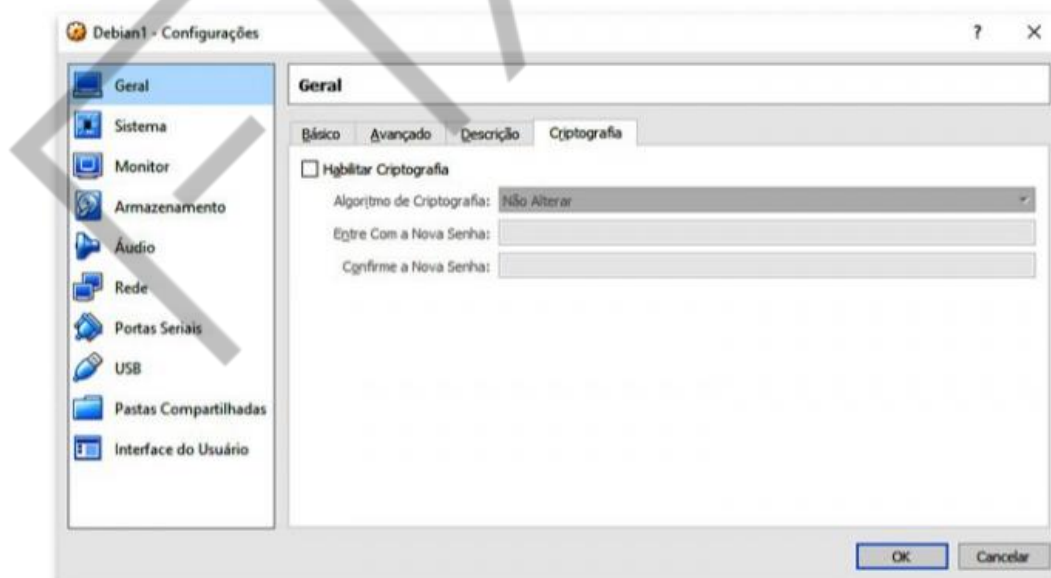 Debian1 - Configurações
?
Geral
Sistema
Monitor
Armazenamento
Áudio
Rede
Portas Seriais
USB
Pastas Compartilhadas
Interface do Usuário
Geral
Básico Avançado Descrição Criptografia
Habilitar Criptografia
Algoritmo de Criptografia: Não Alterar
Entre Com a Nova Senha:
Confirme a Nova Senha:
OK Cancelar